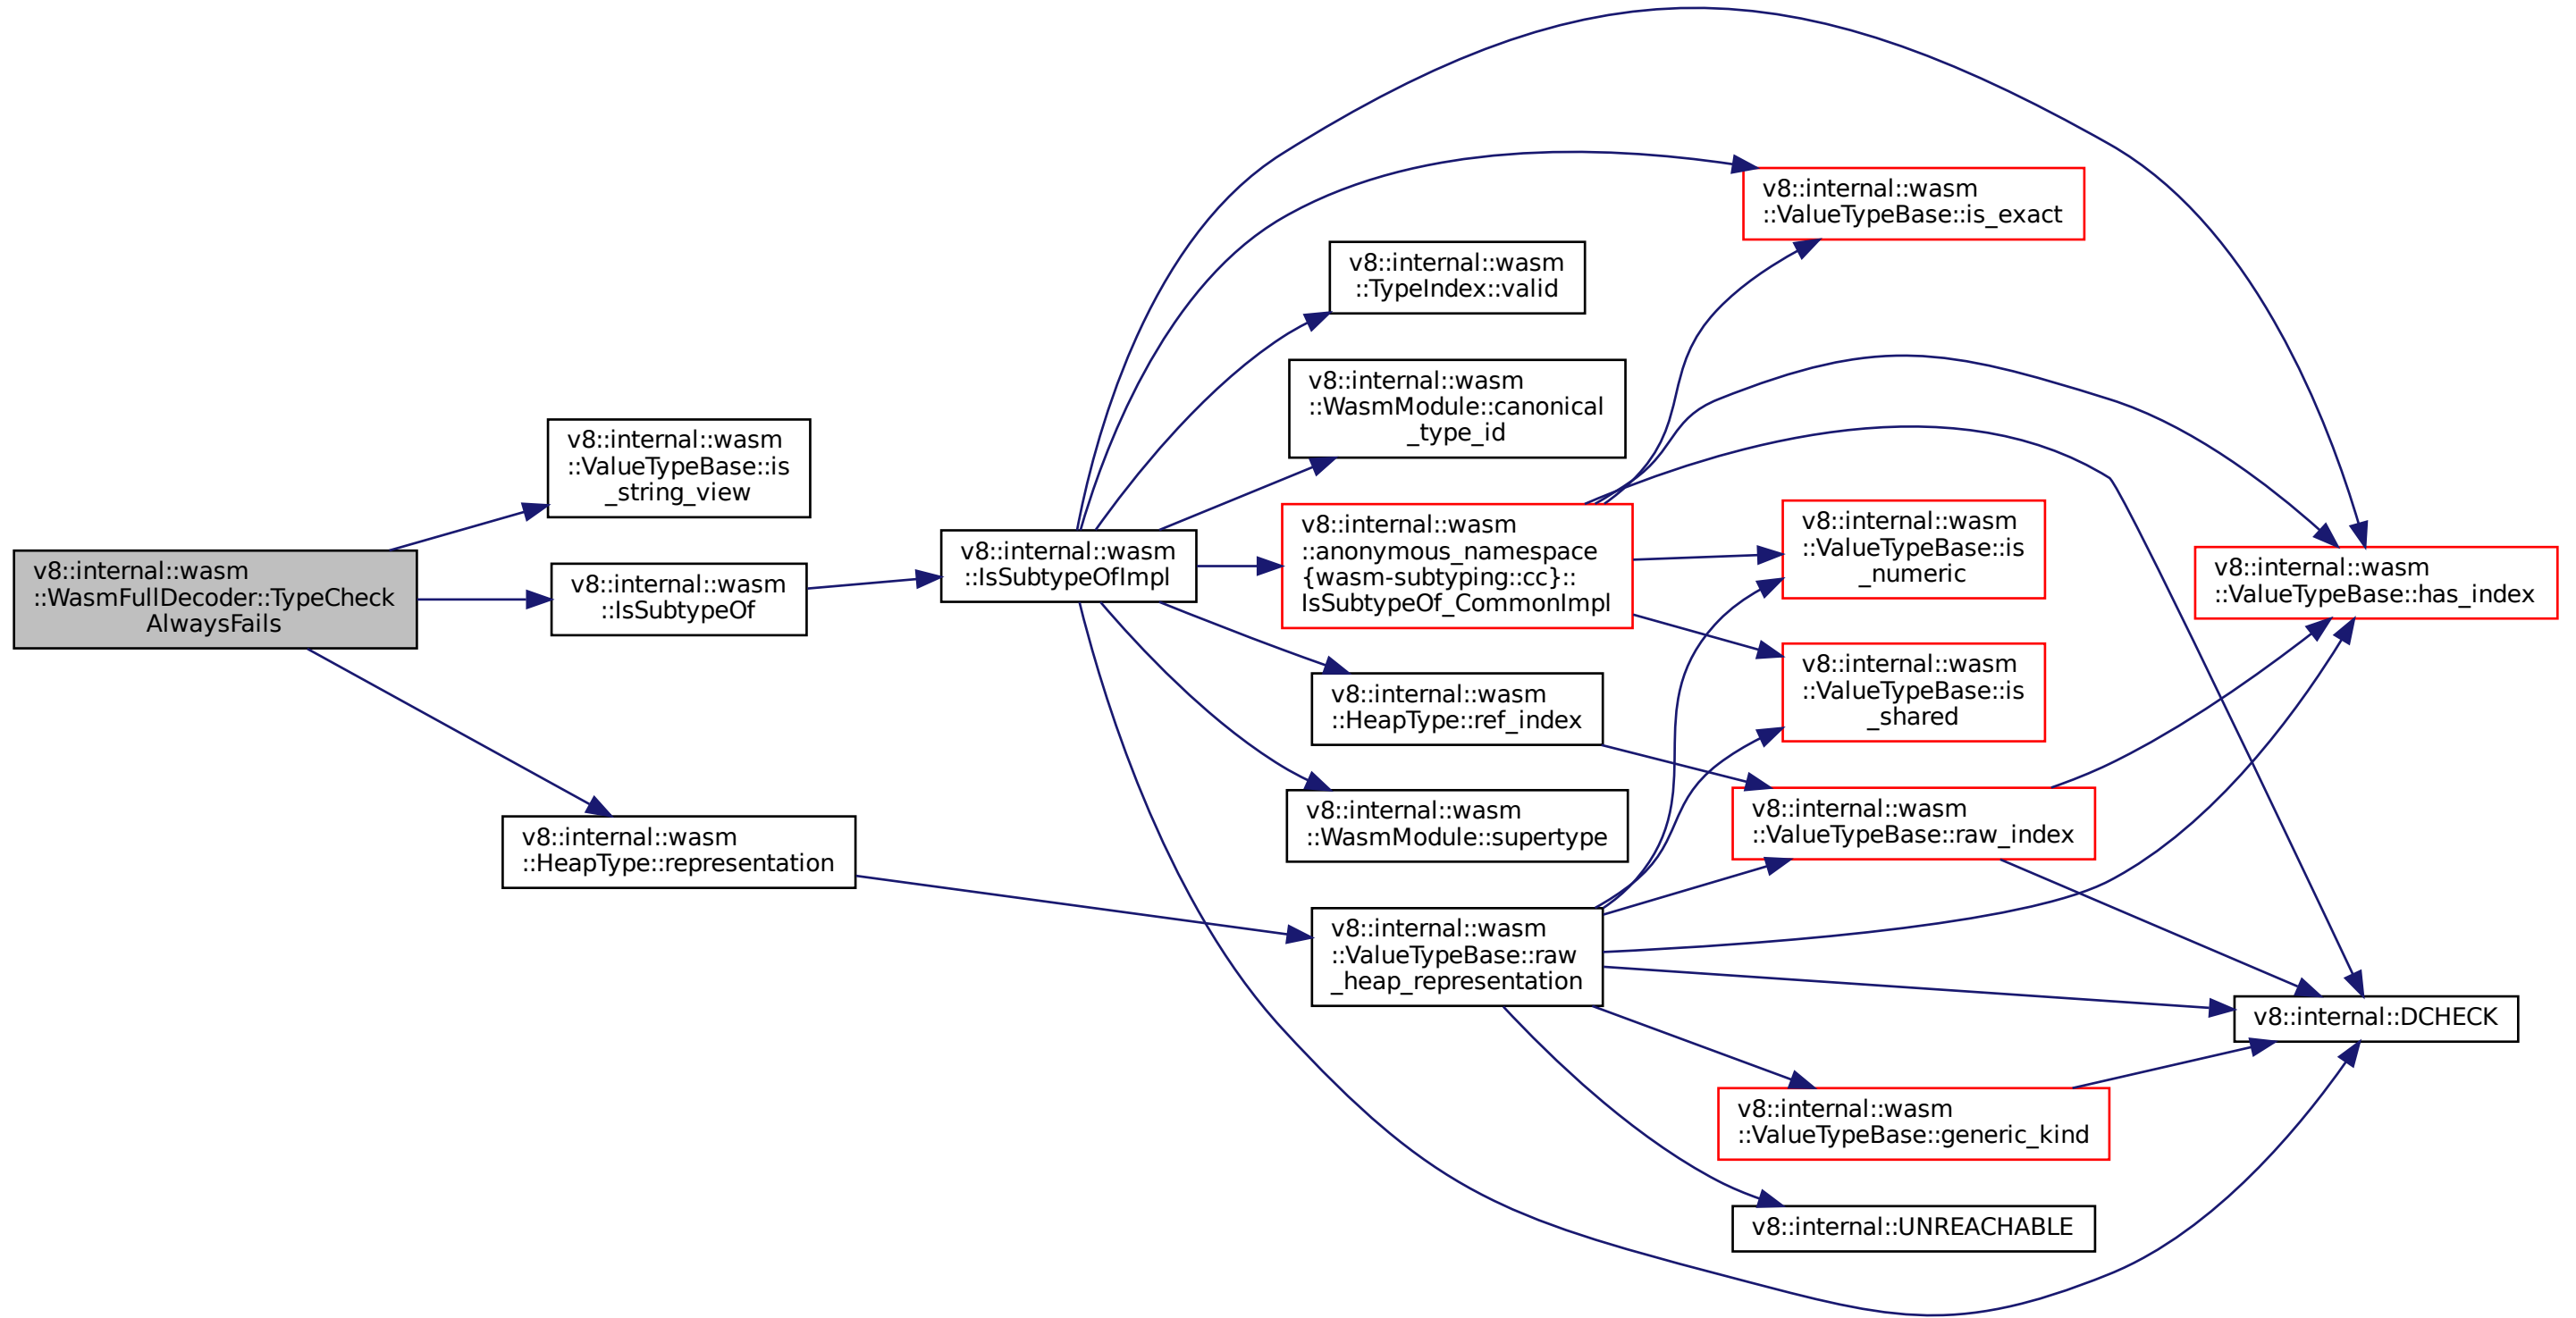 v8::internal::wasm
::WasmFullDecoder::TypeCheck
AlwaysFails
v8::internal::wasm
::ValueTypeBase::is
_string_view
v8::internal::wasm
::IsSubtypeOf
v8::internal::wasm
::HeapType::representation
v8::internal::wasm
::IsSubtypeOfImpl
v8::internal::wasm
::TypeIndex::valid
v8::internal::wasm
::WasmModule::canonical
_type_id
v8::internal::wasm
::anonymous_namespace
{wasm-subtyping::cc}::
IsSubtypeOf_CommonImpl
v8::internal::wasm
::HeapType::ref_index
v8::internal::wasm
::WasmModule::supertype
v8::internal::wasm
::ValueTypeBase::raw
_heap_representation
v8::internal::wasm
::ValueTypeBase::is_exact
v8::internal::wasm
::ValueTypeBase::is
_numeric
v8::internal::wasm
::ValueTypeBase::is
_shared
v8::internal::wasm
::ValueTypeBase::raw_index
v8::internal::wasm
::ValueTypeBase::generic_kind
v8::internal::UNREACHABLE
v8::internal::wasm
::ValueTypeBase::has_index
v8::internal::DCHECK